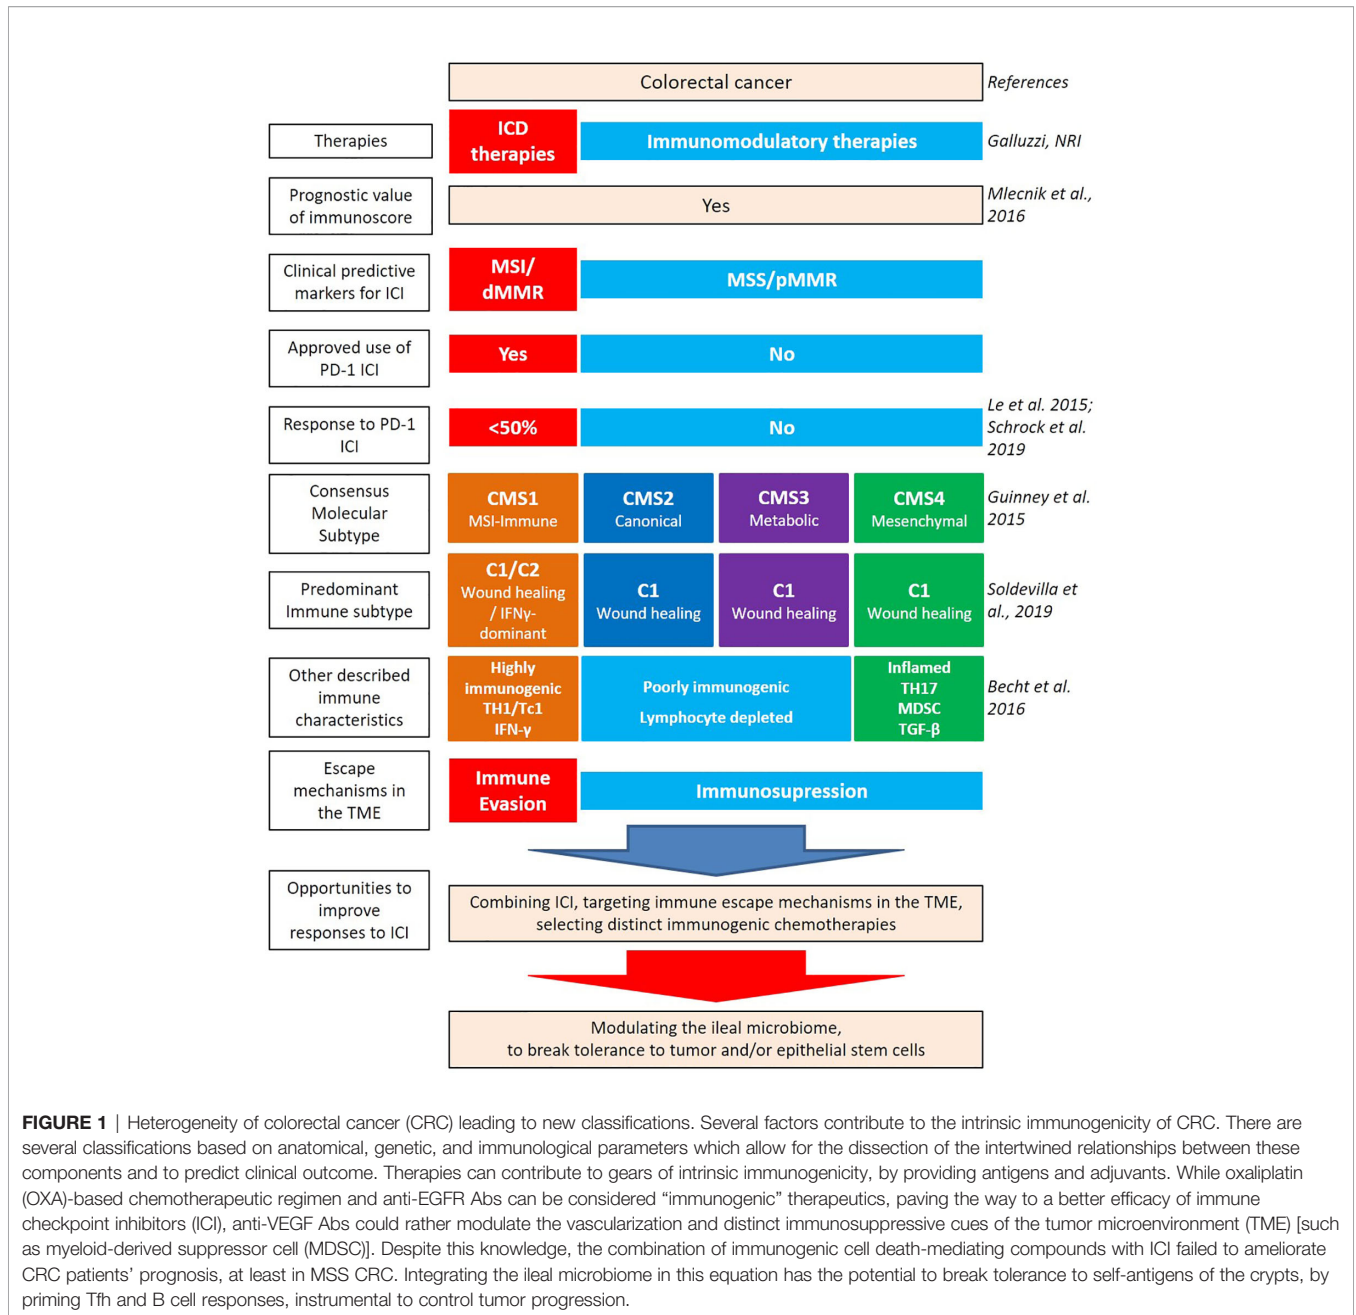 Colorectal cancer
References
Therapies
ICD
therapies
Immunomodulatory therapies
Galluzzi, NRI
Prognostic value
of immunoscore
Yes
Mlecnik et al.,
2016
Clinical predictive
markers for ICI
MSI/
dMMR
MSS/pMMR
Approved use of
PD-1 ICI
Yes
No
Response to PD-1
ICI
<50%
No
Le et al. 2015;
Schrock et al.
2019
Consensus
Molecular
Subtype
CMS1
MSI-Immune
CMS2
Canonical
CMS3
Metabolic
CMS4
Mesenchymal
Guinney et al.
2015
Predominant
Immune subtype
C1/C2
Wound healing
/ IFNγ-
dominant
C1
Wound healing
C1
Wound healing
C1
Wound healing
Soldevilla et
al., 2019
Other described
immune
characteristics
Highly
immunogenic
TH1/Tc1
IFN-γ
Poorly immunogenic
Lymphocyte depleted
Inflamed
TH17
MDSC
TGF-β
Becht et al.
2016
Escape
mechanisms in
the TME
Immune
Evasion
Immunosupression
Opportunities to
improve
responses to ICI
Combining ICI, targeting immune escape mechanisms in the TME,
selecting distinct immunogenic chemotherapies
Modulating the ileal microbiome,
to break tolerance to tumor and/or epithelial stem cells
FIGURE 1 | Heterogeneity of colorectal cancer (CRC) leading to new classifications. Several factors contribute to the intrinsic immunogenicity of CRC. There are
several classifications based on anatomical, genetic, and immunological parameters which allow for the dissection of the intertwined relationships between these
components and to predict clinical outcome. Therapies can contribute to gears of intrinsic immunogenicity, by providing antigens and adjuvants. While oxaliplatin
(OXA)-based chemotherapeutic regimen and anti-EGFR Abs can be considered “immunogenic” therapeutics, paving the way to a better efficacy of immune
checkpoint inhibitors (ICI), anti-VEGF Abs could rather modulate the vascularization and distinct immunosuppressive cues of the tumor microenvironment (TME) [such
as myeloid-derived suppressor cell (MDSC)]. Despite this knowledge, the combination of immunogenic cell death-mediating compounds with ICI failed to ameliorate
CRC patients’ prognosis, at least in MSS CRC. Integrating the ileal microbiome in this equation has the potential to break tolerance to self-antigens of the crypts, by
priming Tfh and B cell responses, instrumental to control tumor progression.